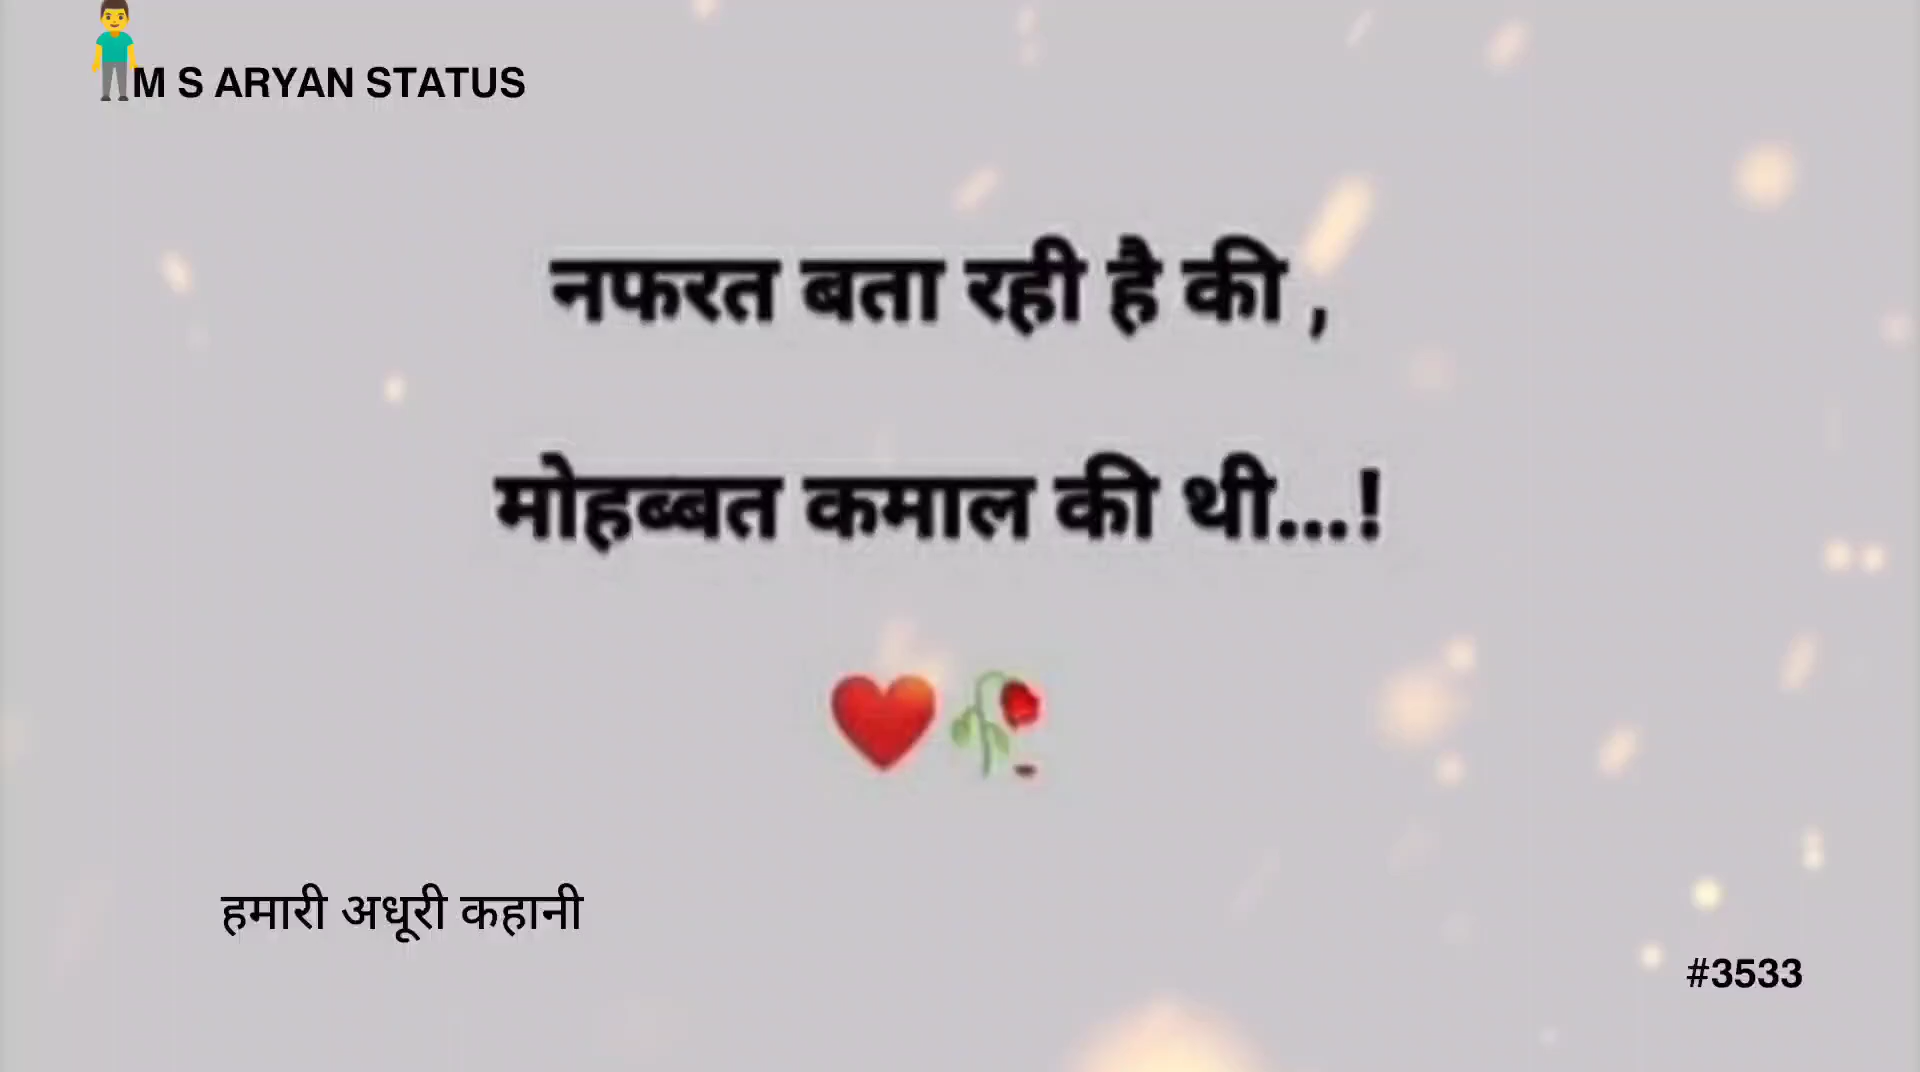 M S ARYAN STATUS
नफरत बता रही है की ,
मोहब्बत कमाल की थी...!
हमारी अधूरी कहानी
#3533